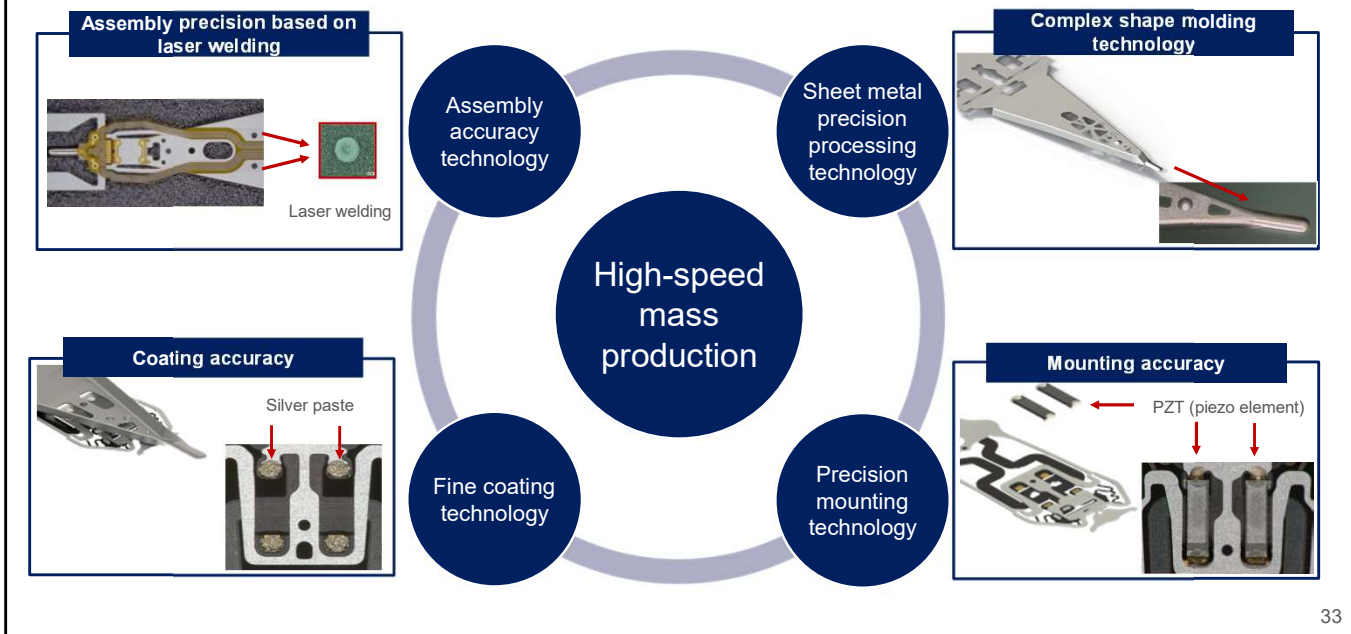 Assembly precision based on
laser welding
Laser welding
Assembly
accuracy
technology
Sheet metal
precision
processing
technology
Complex shape molding
technology
High-speed
mass
production
Coating accuracy
Silver paste
Fine coating
technology
Precision
mounting
technology
Mounting accuracy
PZT (piezo element)
33